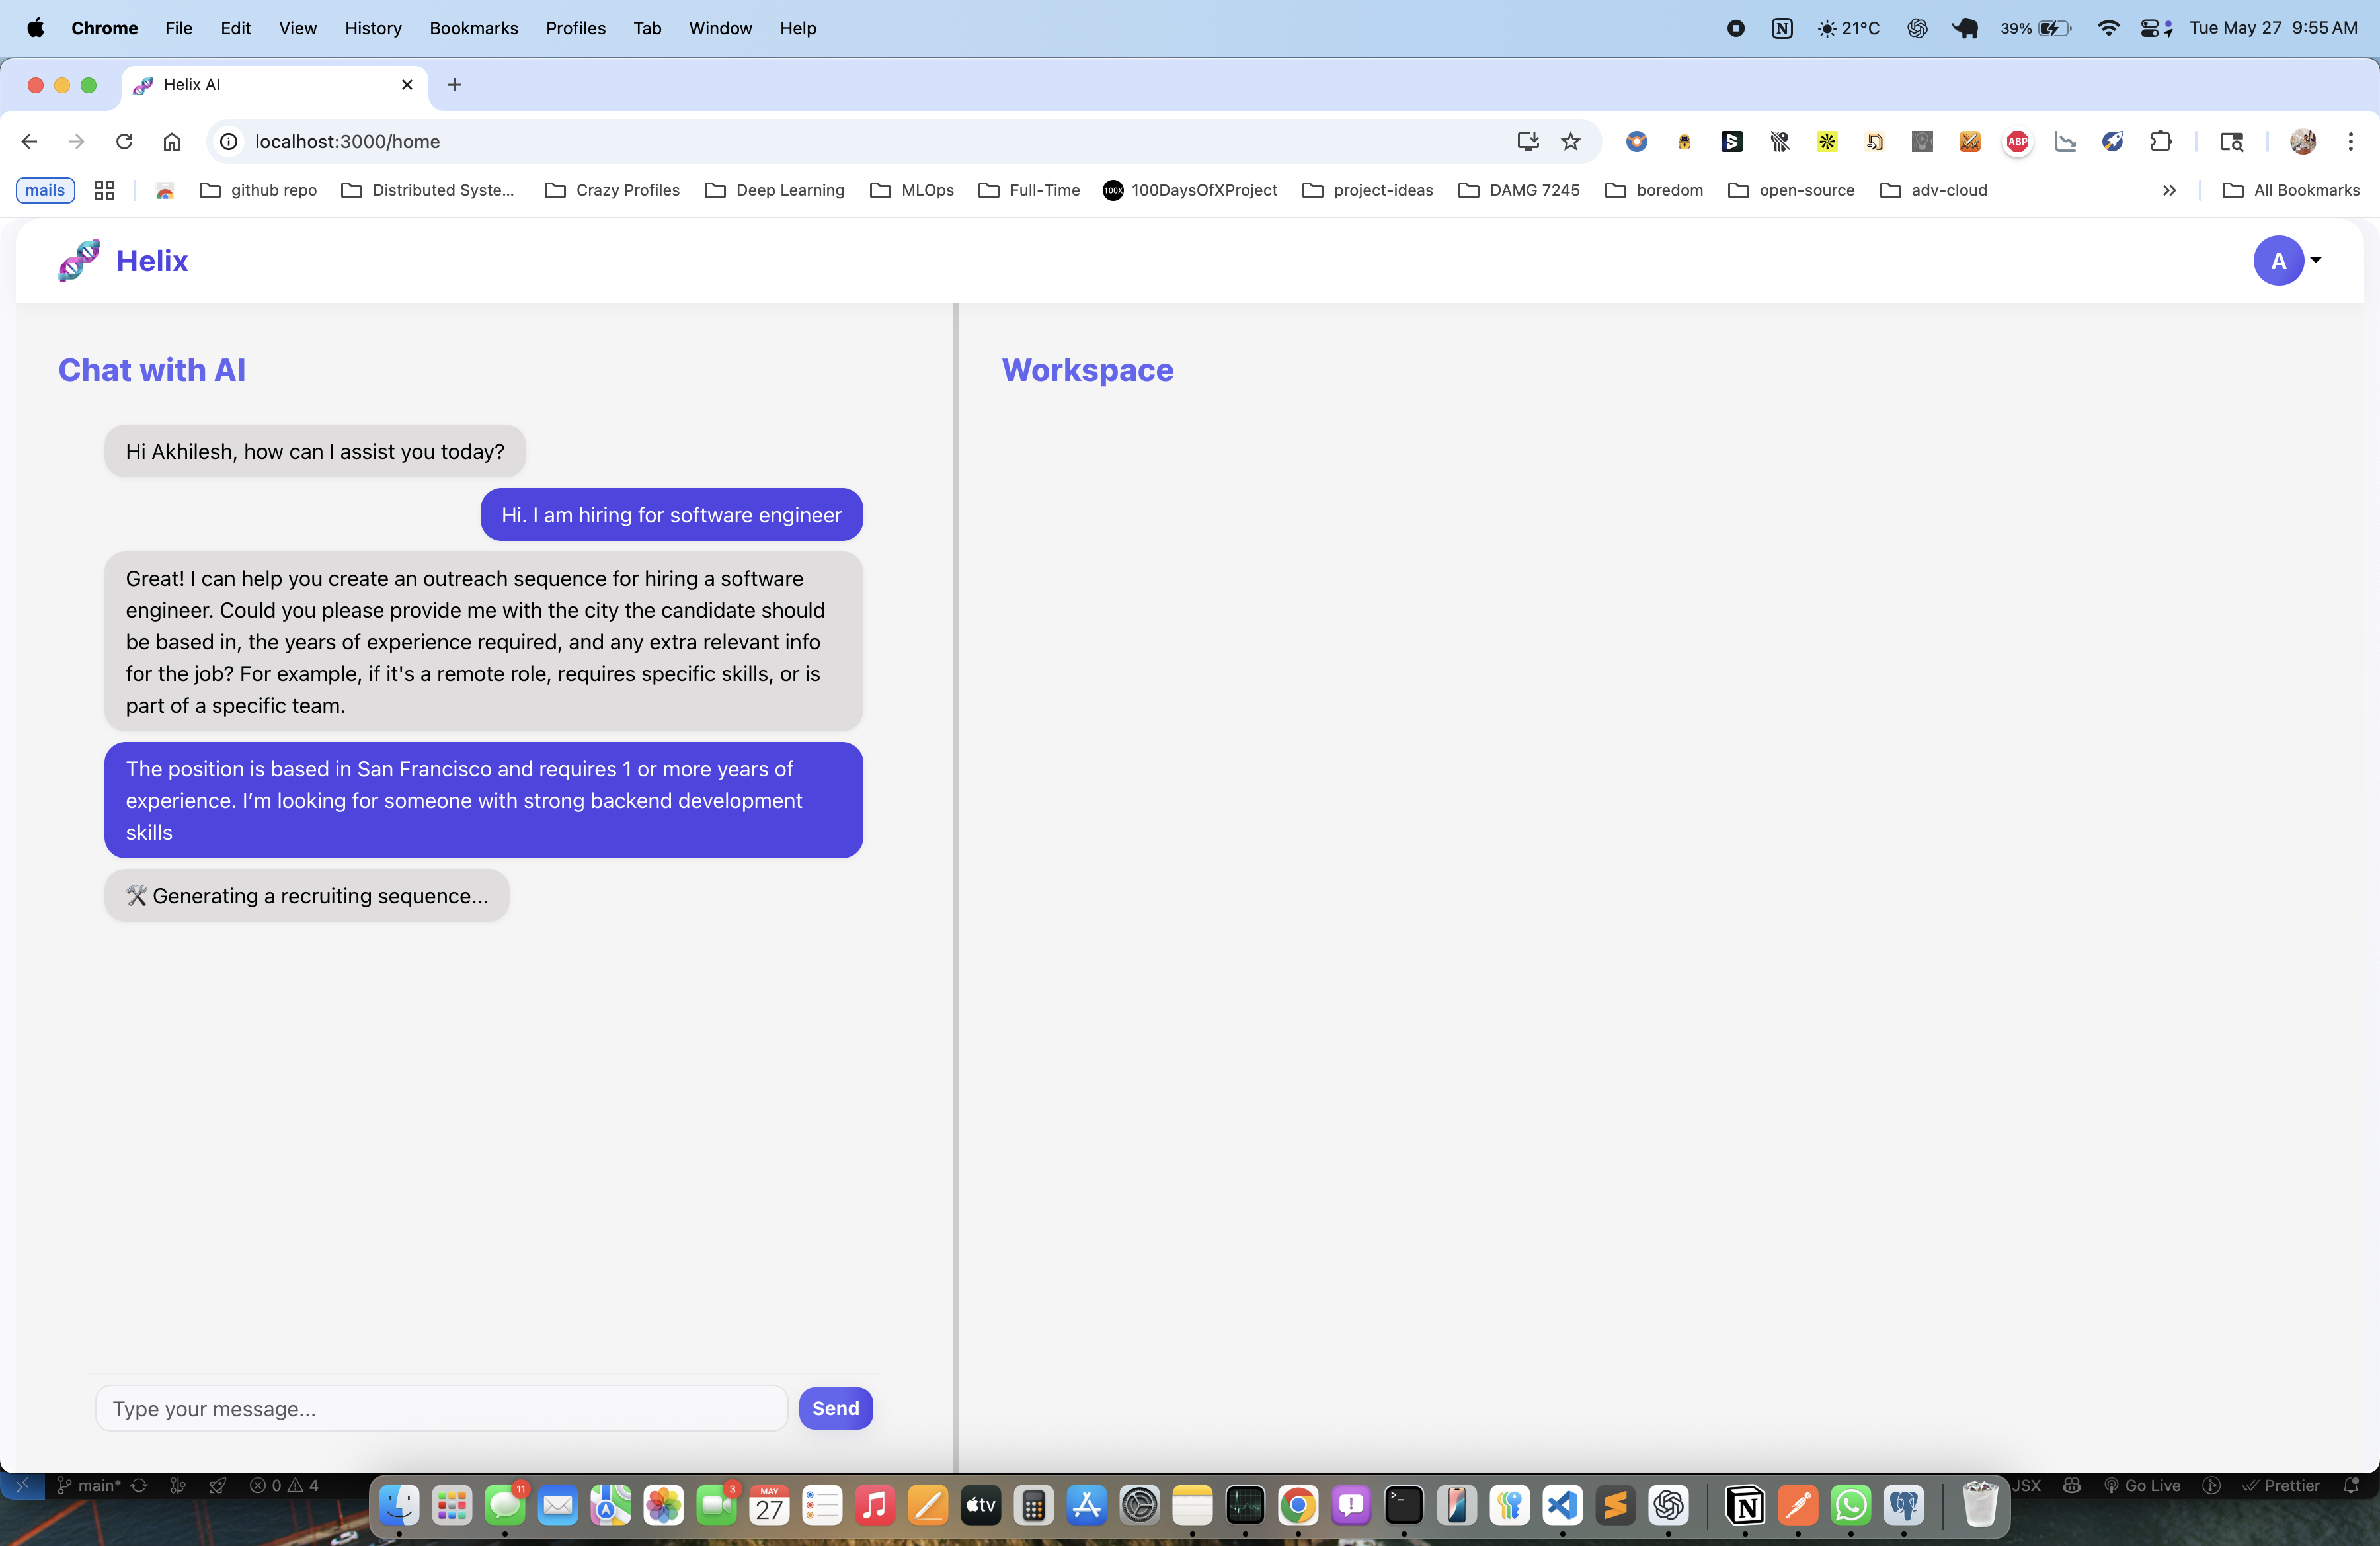 Chrome File Edit View History Bookmarks Profiles Tab Window Help 21°C 39% Tue May 27 9:55 AM
Helix AI
localhost:3000/home
ABP
mails github repo Distributed Syste... Crazy Profiles Deep Learning MLOps Full-Time 100X 100DaysOfXProject project-ideas DAMG 7245 boredom open-source adv-cloud All Bookmarks
Helix
A
Chat with AI
Workspace
Hi Akhilesh, how can I assist you today?
Hi. I am hiring for software engineer
Great! I can help you create an outreach sequence for hiring a software
engineer. Could you please provide me with the city the candidate should
be based in, the years of experience required, and any extra relevant info
for the job? For example, if it's a remote role, requires specific skills, or is
part of a specific team.
The position is based in San Francisco and requires 1 or more years of
experience. I’m looking for someone with strong backend development
skills
🛠 Generating a recruiting sequence...
Type your message...
Send
main* 0 4 JSX Go Live Prettier
11 3 MAY 27 tv